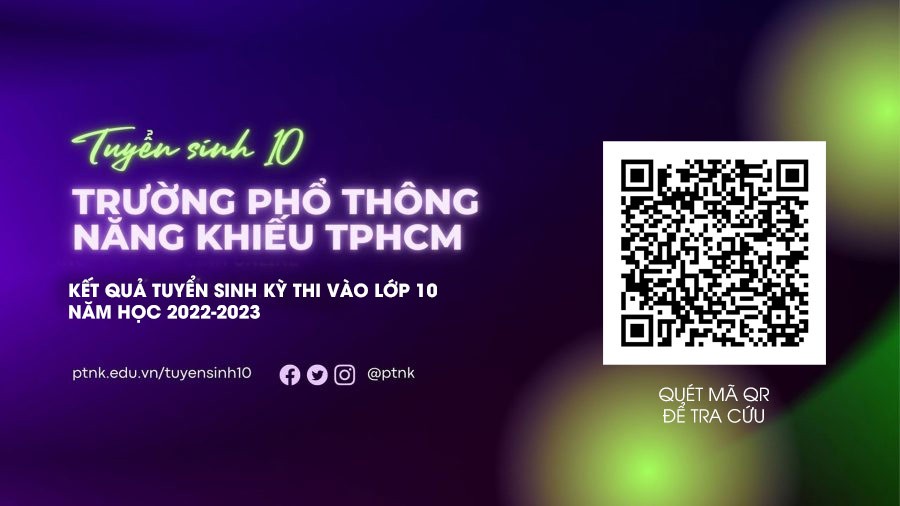 Tuyển sinh 10
TRƯỜNG PHỔ THÔNG
NĂNG KHIẾU TPHCM
KẾT QUẢ TUYỂN SINH KỲ THI VÀO LỚP 10
NĂM HỌC 2022-2023
ptnk.edu.vn/tuyensinh10
@ptnk
QUÉT MÃ QR
ĐỂ TRA CỨU